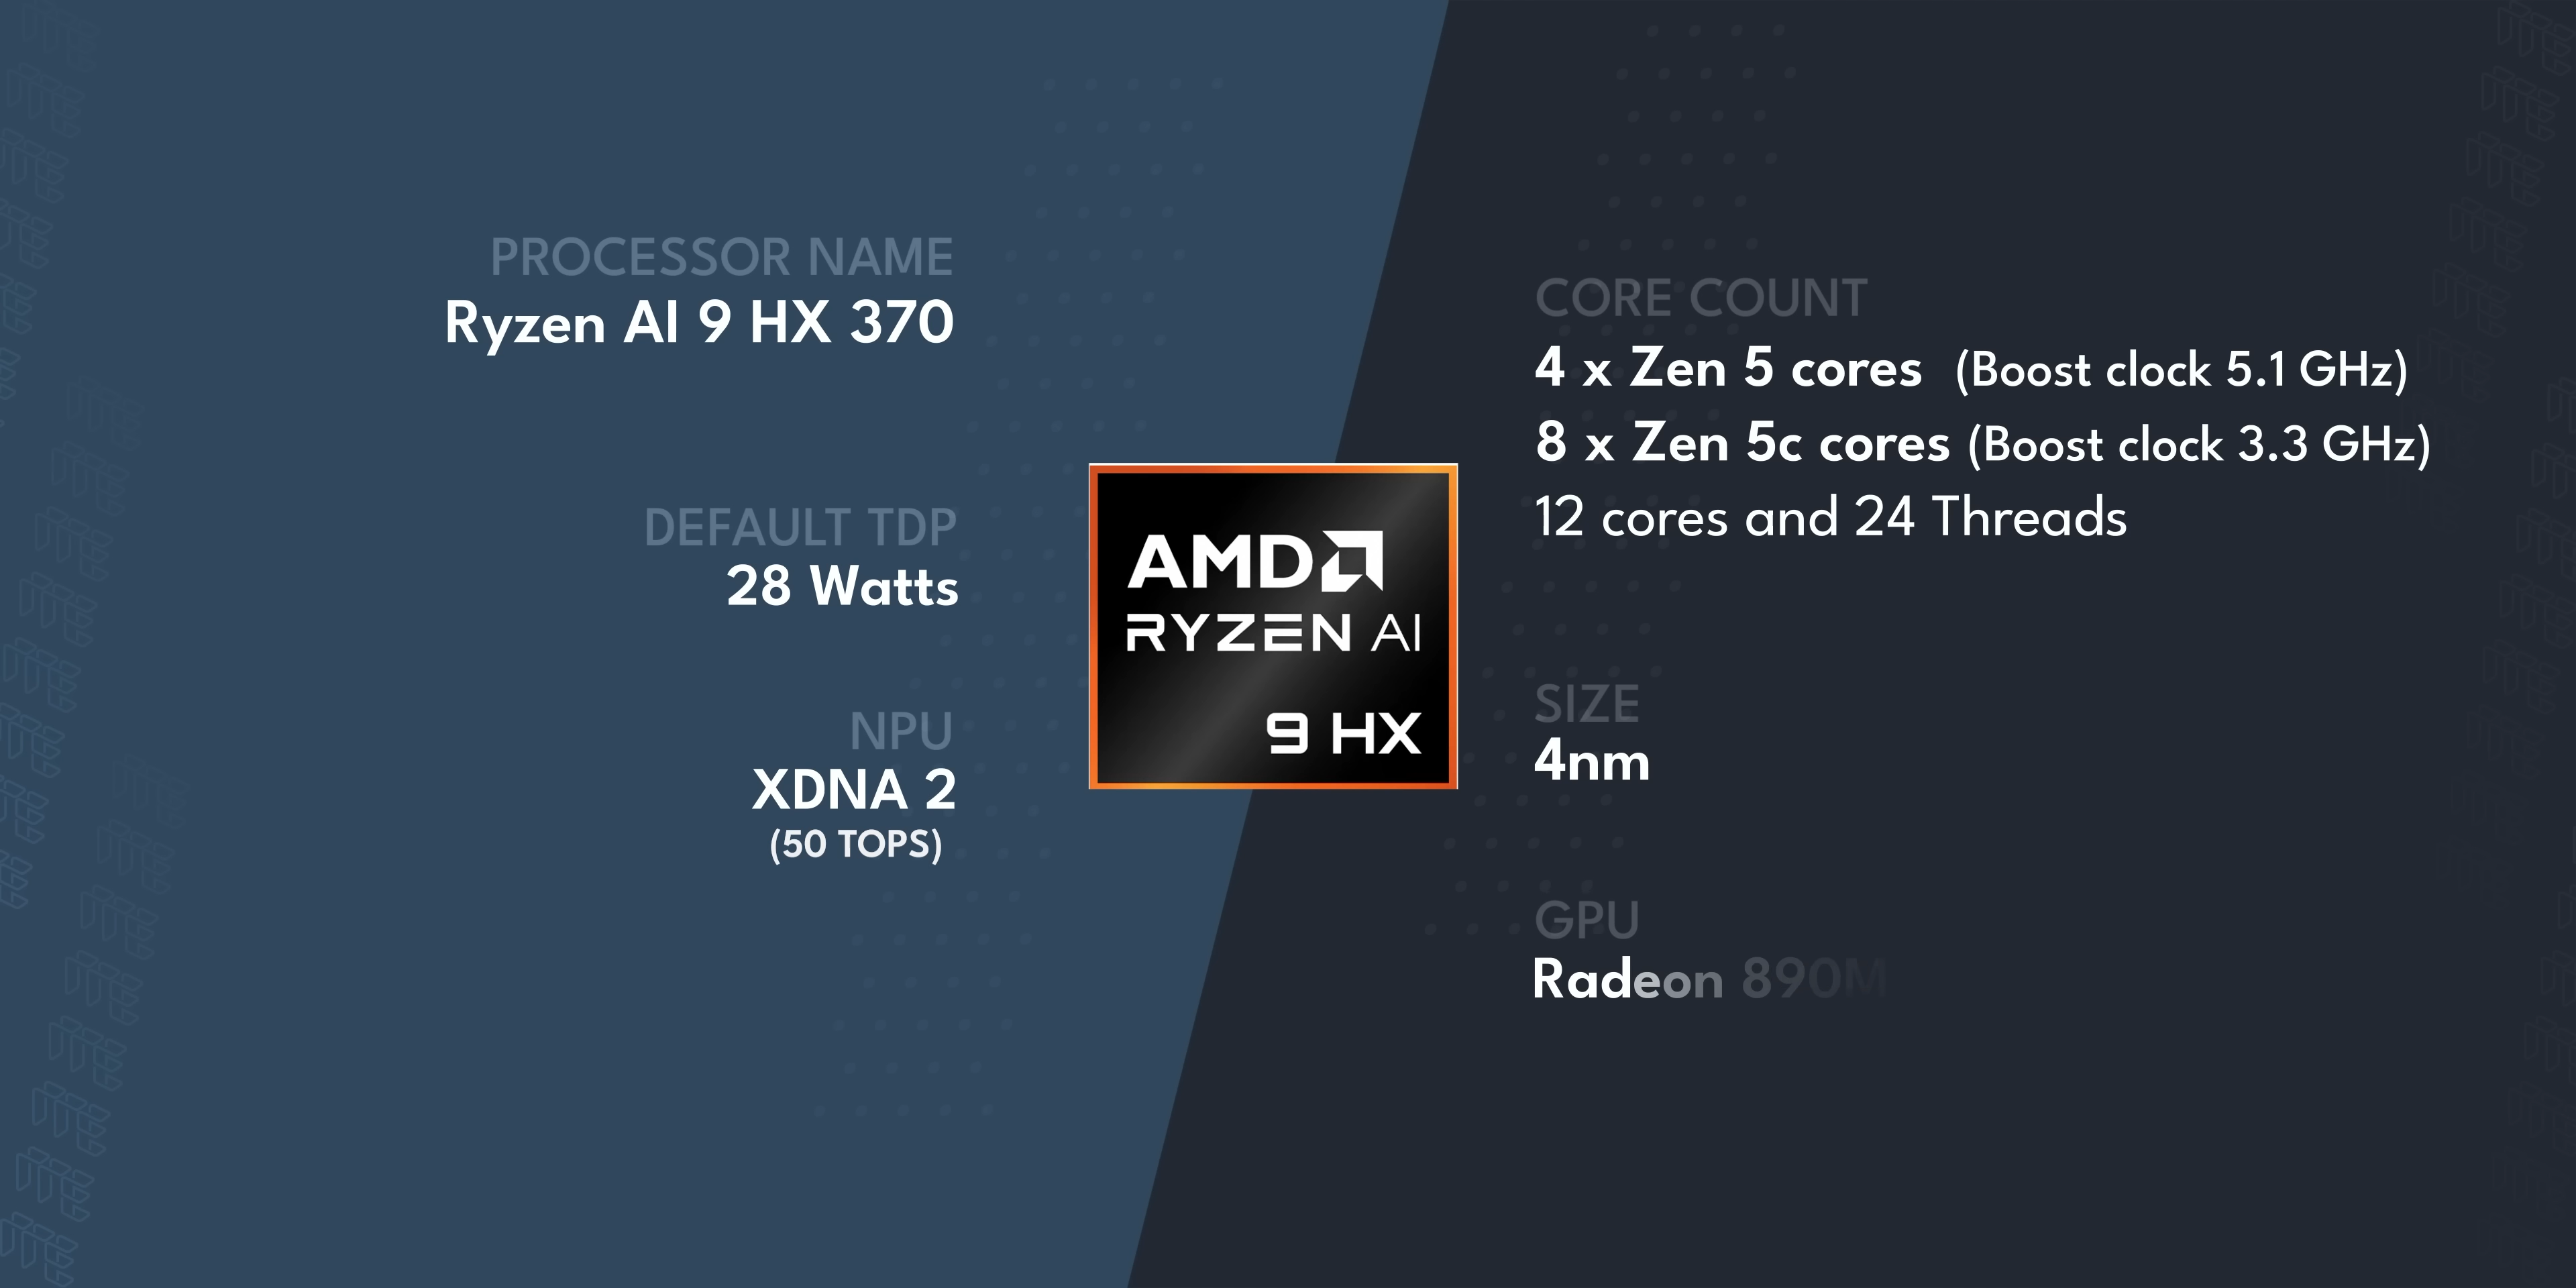 PROCESSOR NAME
Ryzen AI 9 HX 370
DEFAULT TDP
28 Watts
NPU
XDNA 2
(50 TOPS)
AMD
RYZEN AI
9 HX
CORE COUNT
4 x Zen 5 cores (Boost clock 5.1 GHz)
8 x Zen 5c cores (Boost clock 3.3 GHz)
12 cores and 24 Threads
SIZE
4nm
GPU
Radeon 890M